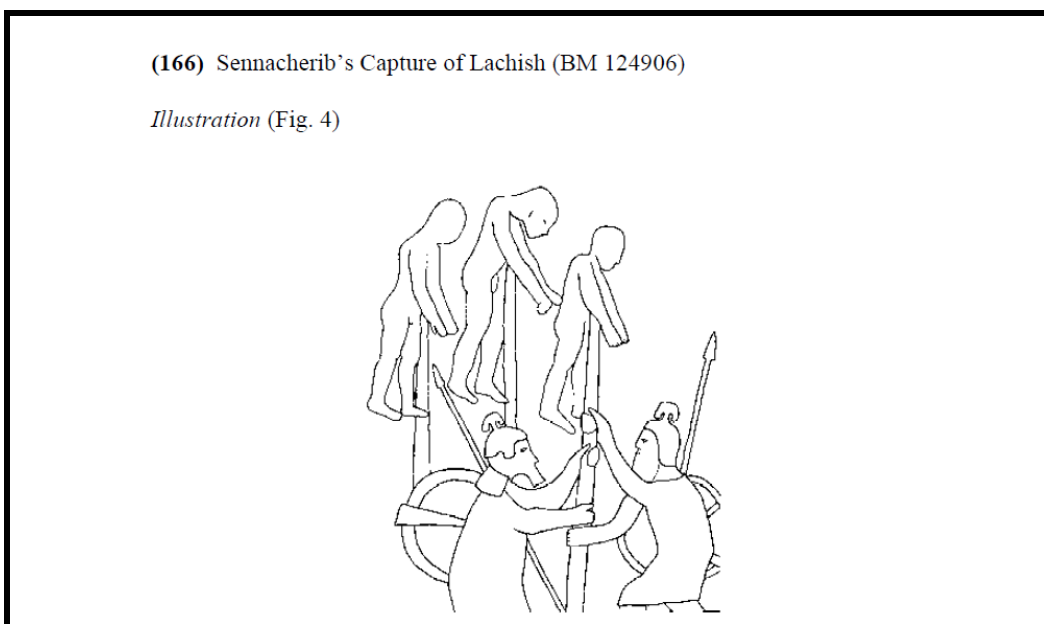 (166) Sennacherib’s Capture of Lachish (BM 124906)
Illustration (Fig. 4)